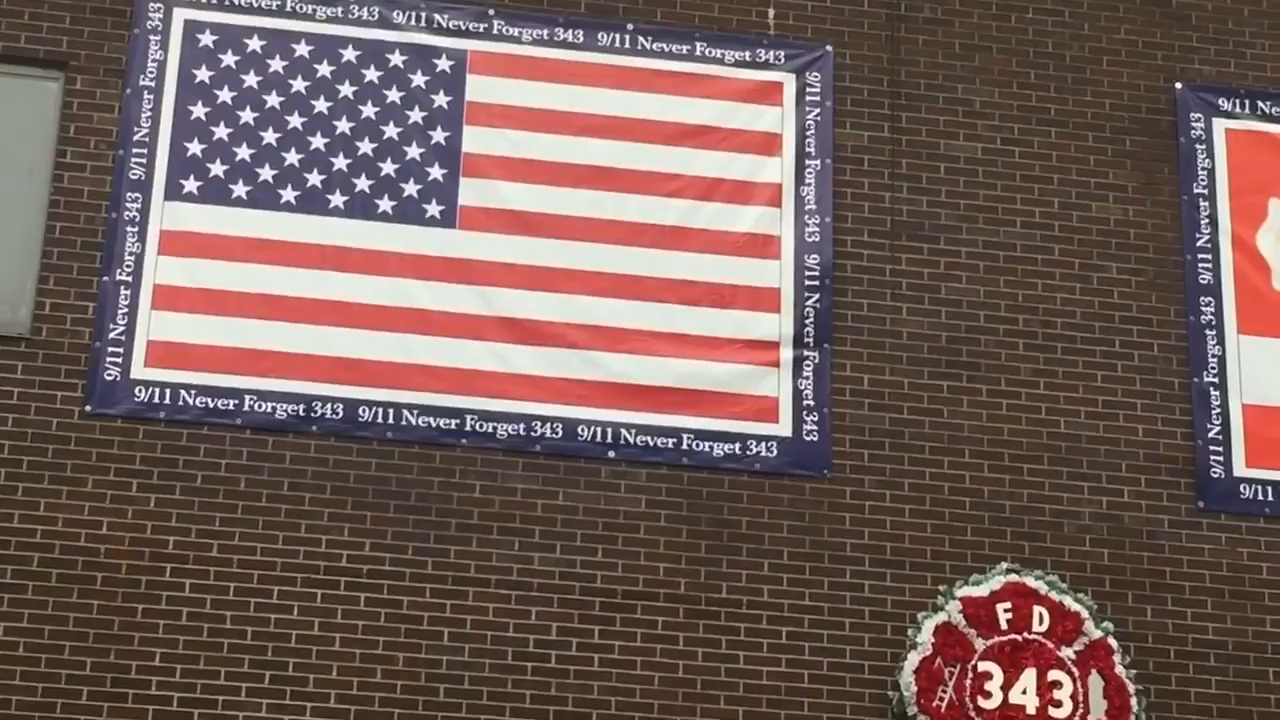 Never Forget 343 9/11 Never Forget 343 9/11 Never Forget 343
9/11 Never Forget 343 9/11 Never Forget 343
9/11 Never Forget 343 9/11 Never Forget 343
9/11 Never Forget 343 9/11 Never Forget 343 9/11 Never Forget 343
9/11
9/11 Never Forget 343 9/11 Never Forget 343
9/11
F D
343